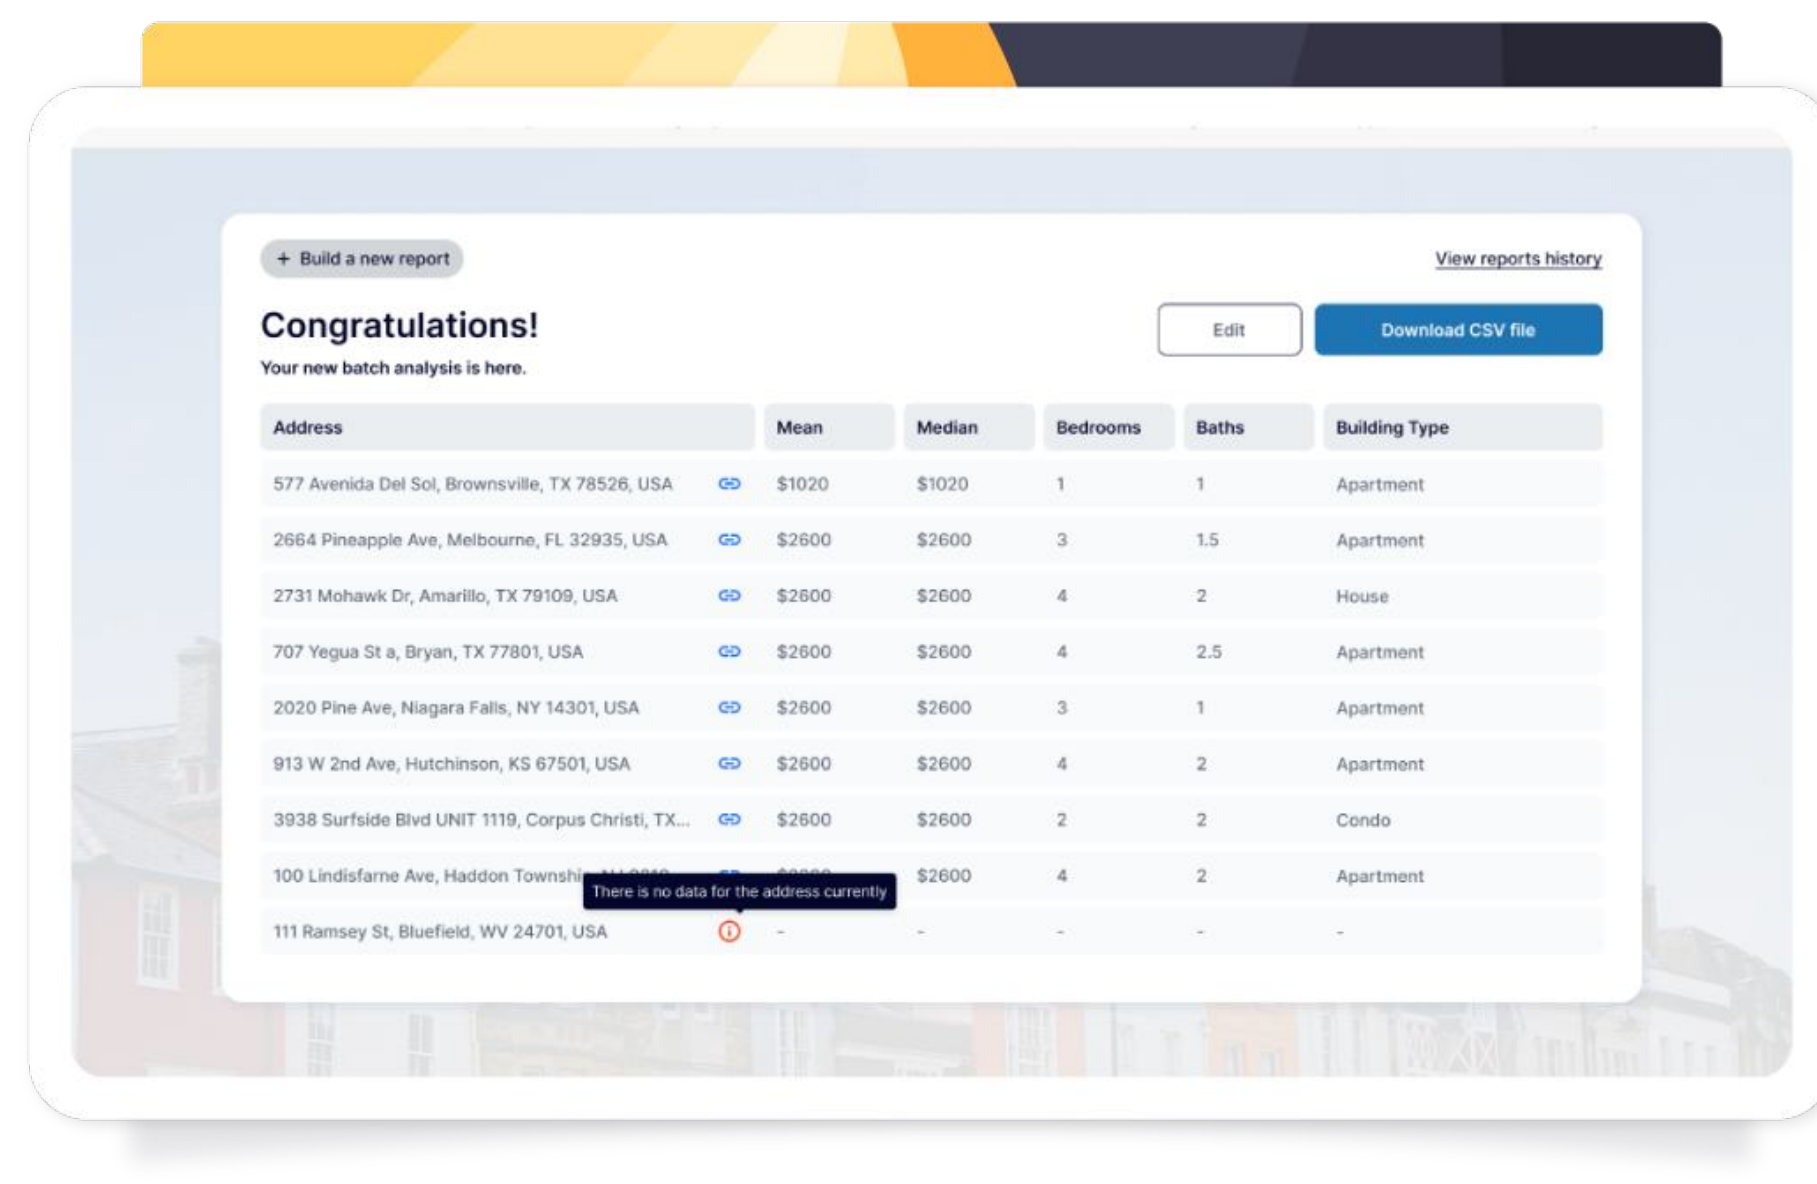 + Build a new report
View reports history
Congratulations!
Edit
Download CSV file
Your new batch analysis is here.
Address Mean Median Bedrooms Baths Building Type
577 Avenida Del Sol, Brownsville, TX 78526, USA $1020 $1020 1 1 Apartment
2664 Pineapple Ave, Melbourne, FL 32935, USA $2600 $2600 3 1.5 Apartment
2731 Mohawk Dr, Amarillo, TX 79109, USA $2600 $2600 4 2 House
707 Yegua St a, Bryan, TX 77801, USA $2600 $2600 4 2.5 Apartment
2020 Pine Ave, Niagara Falls, NY 14301, USA $2600 $2600 3 1 Apartment
913 W 2nd Ave, Hutchinson, KS 67501, USA $2600 $2600 4 2 Apartment
3938 Surfside Blvd UNIT 1119, Corpus Christi, TX... $2600 $2600 2 2 Condo
100 Lindisfarne Ave, Haddon $2600 4 2 Apartment
There is no data for the address currently
111 Ramsey St, Bluefield, WV 24701, USA - - - - -